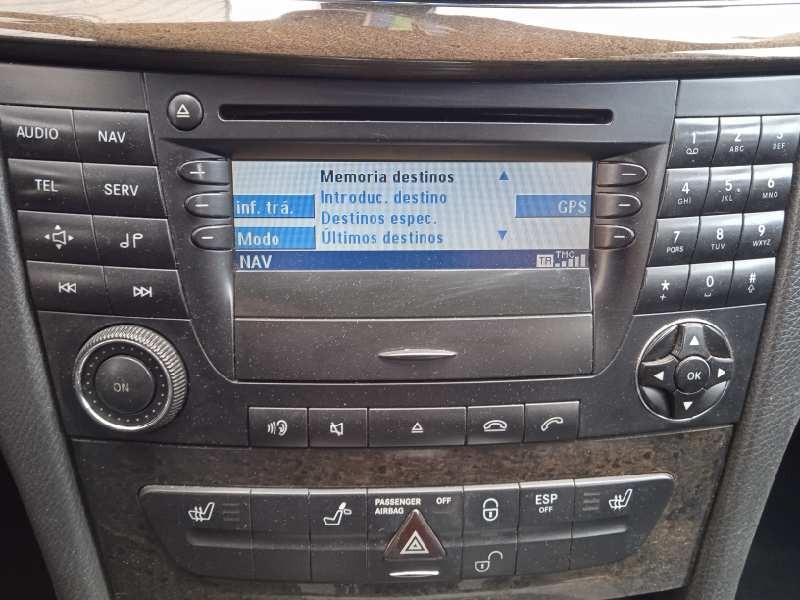 AUDIO NAV
TEL SERV
ON
Memoria destinos
inf. trá. Introduc. destino GPS
Destinos espec.
Modo Últimos destinos
NAV TR TMC
1 2 ABC 3 DEF
4 GHI 5 JKL 6 MNO
7 PQRS 8 TUV 9 WXYZ
* + 0 #
OK
PASSENGER AIRBAG OFF
ESP OFF